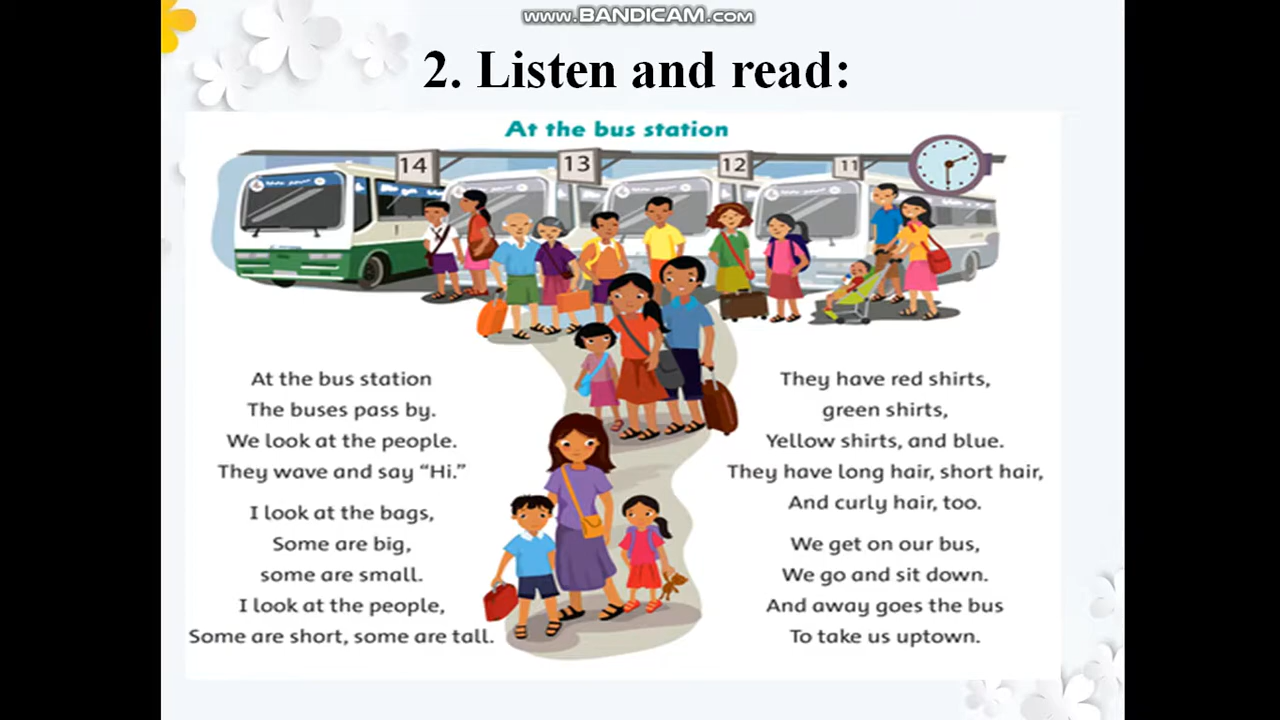 www.BANDICAM.com
2. Listen and read:
At the bus station
14
13
12
11
At the bus station
The buses pass by.
We look at the people.
They wave and say “Hi.”
I look at the bags,
Some are big,
some are small.
I look at the people,
Some are short, some are tall.
They have red shirts,
green shirts,
Yellow shirts, and blue.
They have long hair, short hair,
And curly hair, too.
We get on our bus,
We go and sit down.
And away goes the bus
To take us uptown.